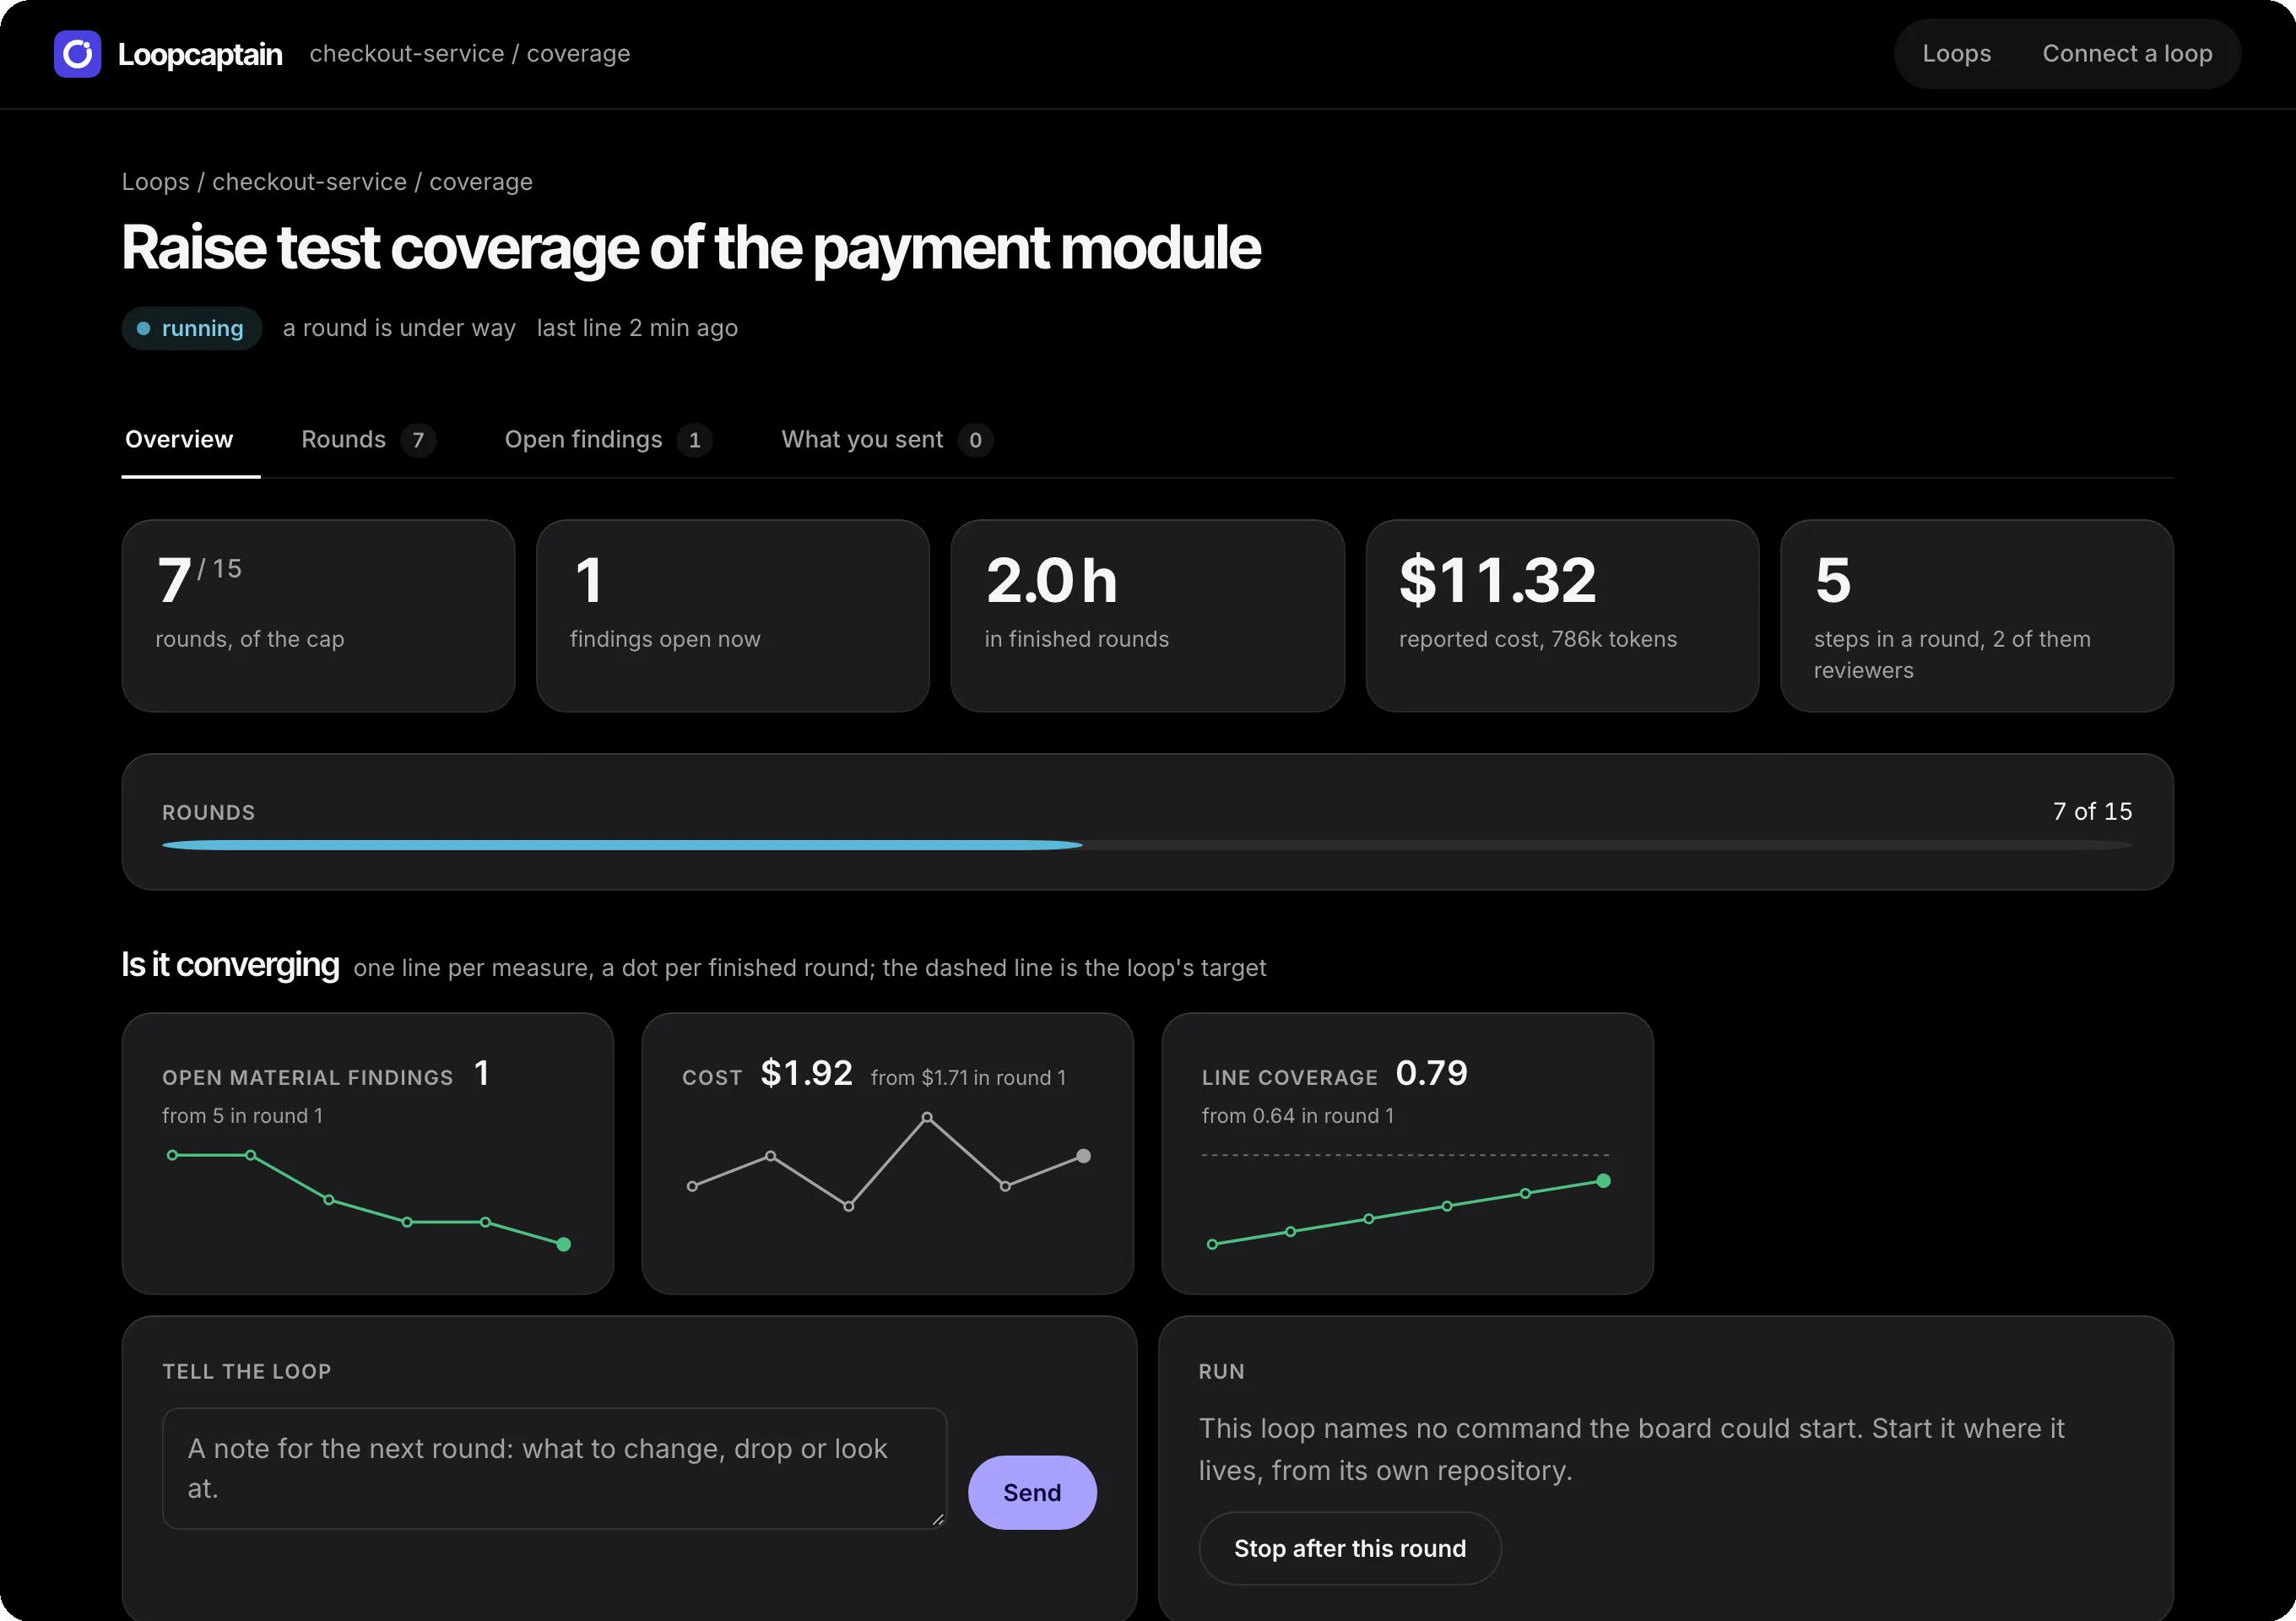 Loopcaptain checkout-service / coverage Loops Connect a loop
Loops / checkout-service / coverage
Raise test coverage of the payment module
running a round is under way last line 2 min ago
Overview Rounds 7 Open findings 1 What you sent 0
7 / 15
rounds, of the cap
1
findings open now
2.0 h
in finished rounds
$11.32
reported cost, 786k tokens
5
steps in a round, 2 of them
reviewers
ROUNDS 7 of 15
Is it converging one line per measure, a dot per finished round; the dashed line is the loop's target
OPEN MATERIAL FINDINGS 1
from 5 in round 1
COST $1.92 from $1.71 in round 1
LINE COVERAGE 0.79
from 0.64 in round 1
TELL THE LOOP
A note for the next round: what to change, drop or look
at.
Send
RUN
This loop names no command the board could start. Start it where it
lives, from its own repository.
Stop after this round